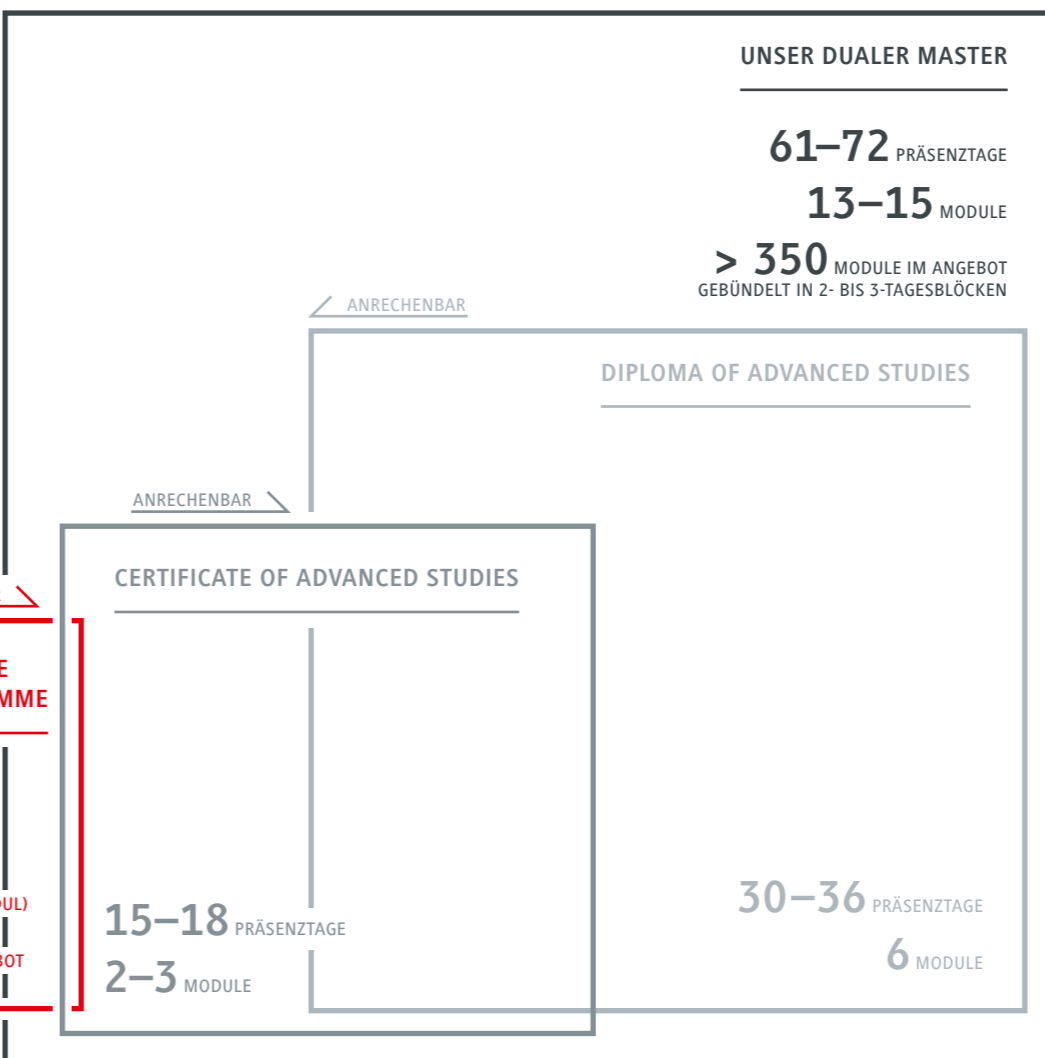 UNSER DUALER MASTER
61–72 PRÄSENZTAGE
13–15 MODULE
> 350 MODULE IM ANGEBOT
GEBÜNDELT IN 2- BIS 3-TAGESBLÖCKEN
ANRECHENBAR
DIPLOMA OF ADVANCED STUDIES
ANRECHENBAR
CERTIFICATE OF ADVANCED STUDIES
E
MME
15–18 PRÄSENZTAGE
2–3 MODULE
30–36 PRÄSENZTAGE
6 MODULE
UL)
BOT